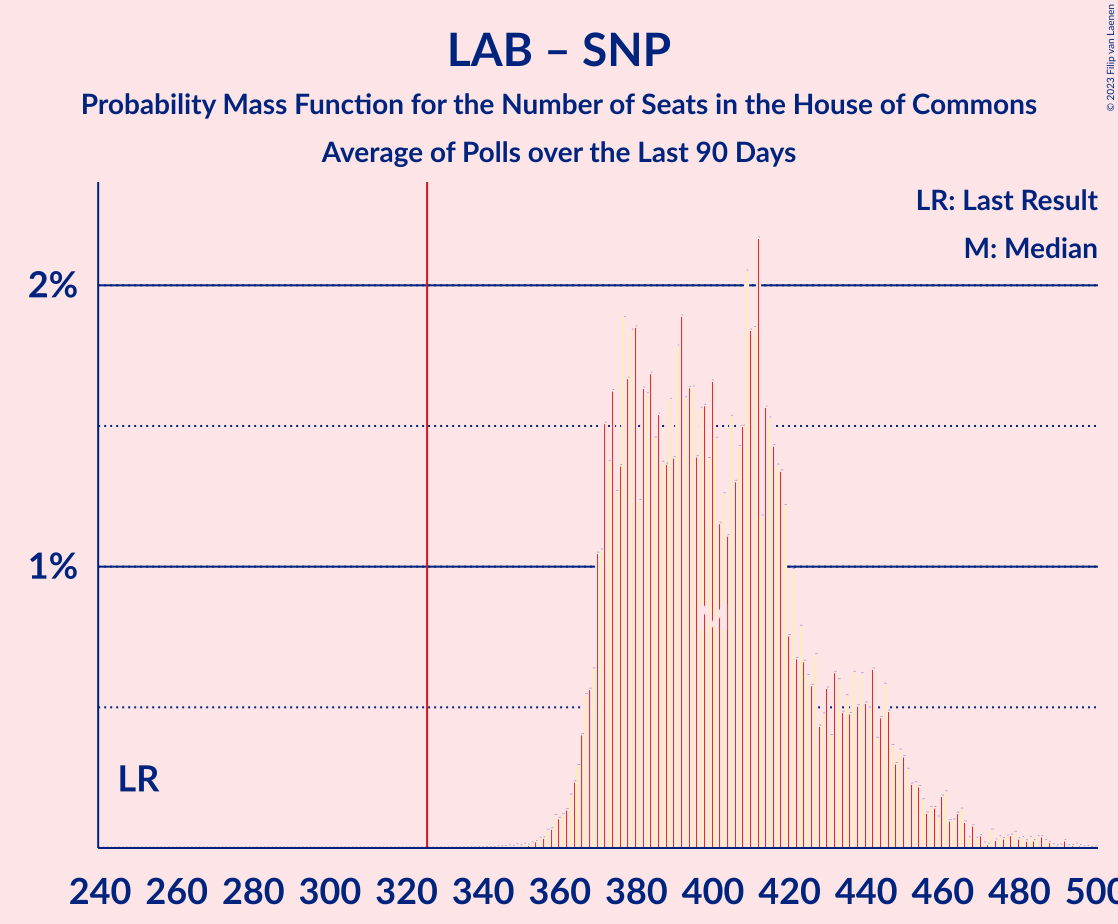 LAB – SNP
Probability Mass Function for the Number of Seats in the House of Commons
Average of Polls over the Last 90 Days
© 2023 Filip van Laenen
LR: Last Result
M: Median
2%
1%
LR
240 260 280 300 320 340 360 380 400 420 440 460 480 500